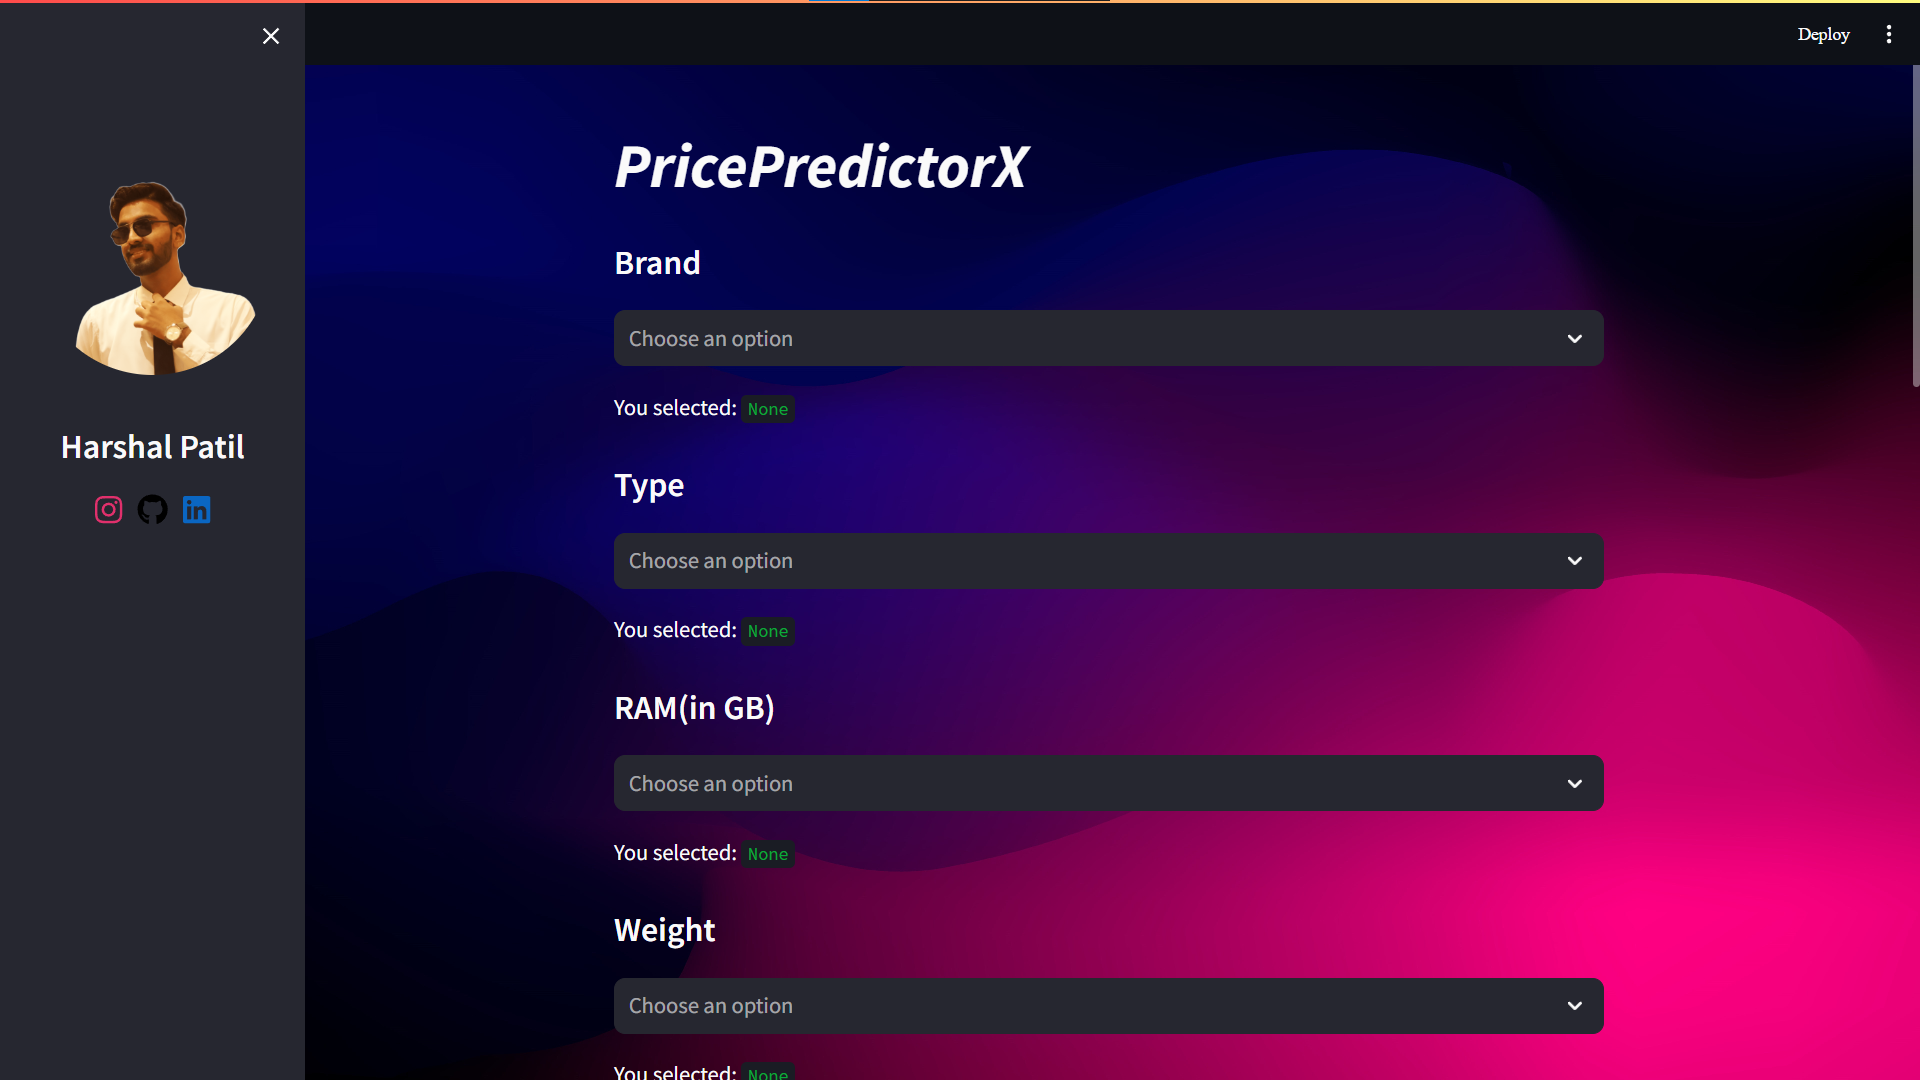 Deploy
Harshal Patil
PricePredictorX
Brand
Choose an option
You selected: None
Type
Choose an option
You selected: None
RAM(in GB)
Choose an option
You selected: None
Weight
Choose an option
You selected: None